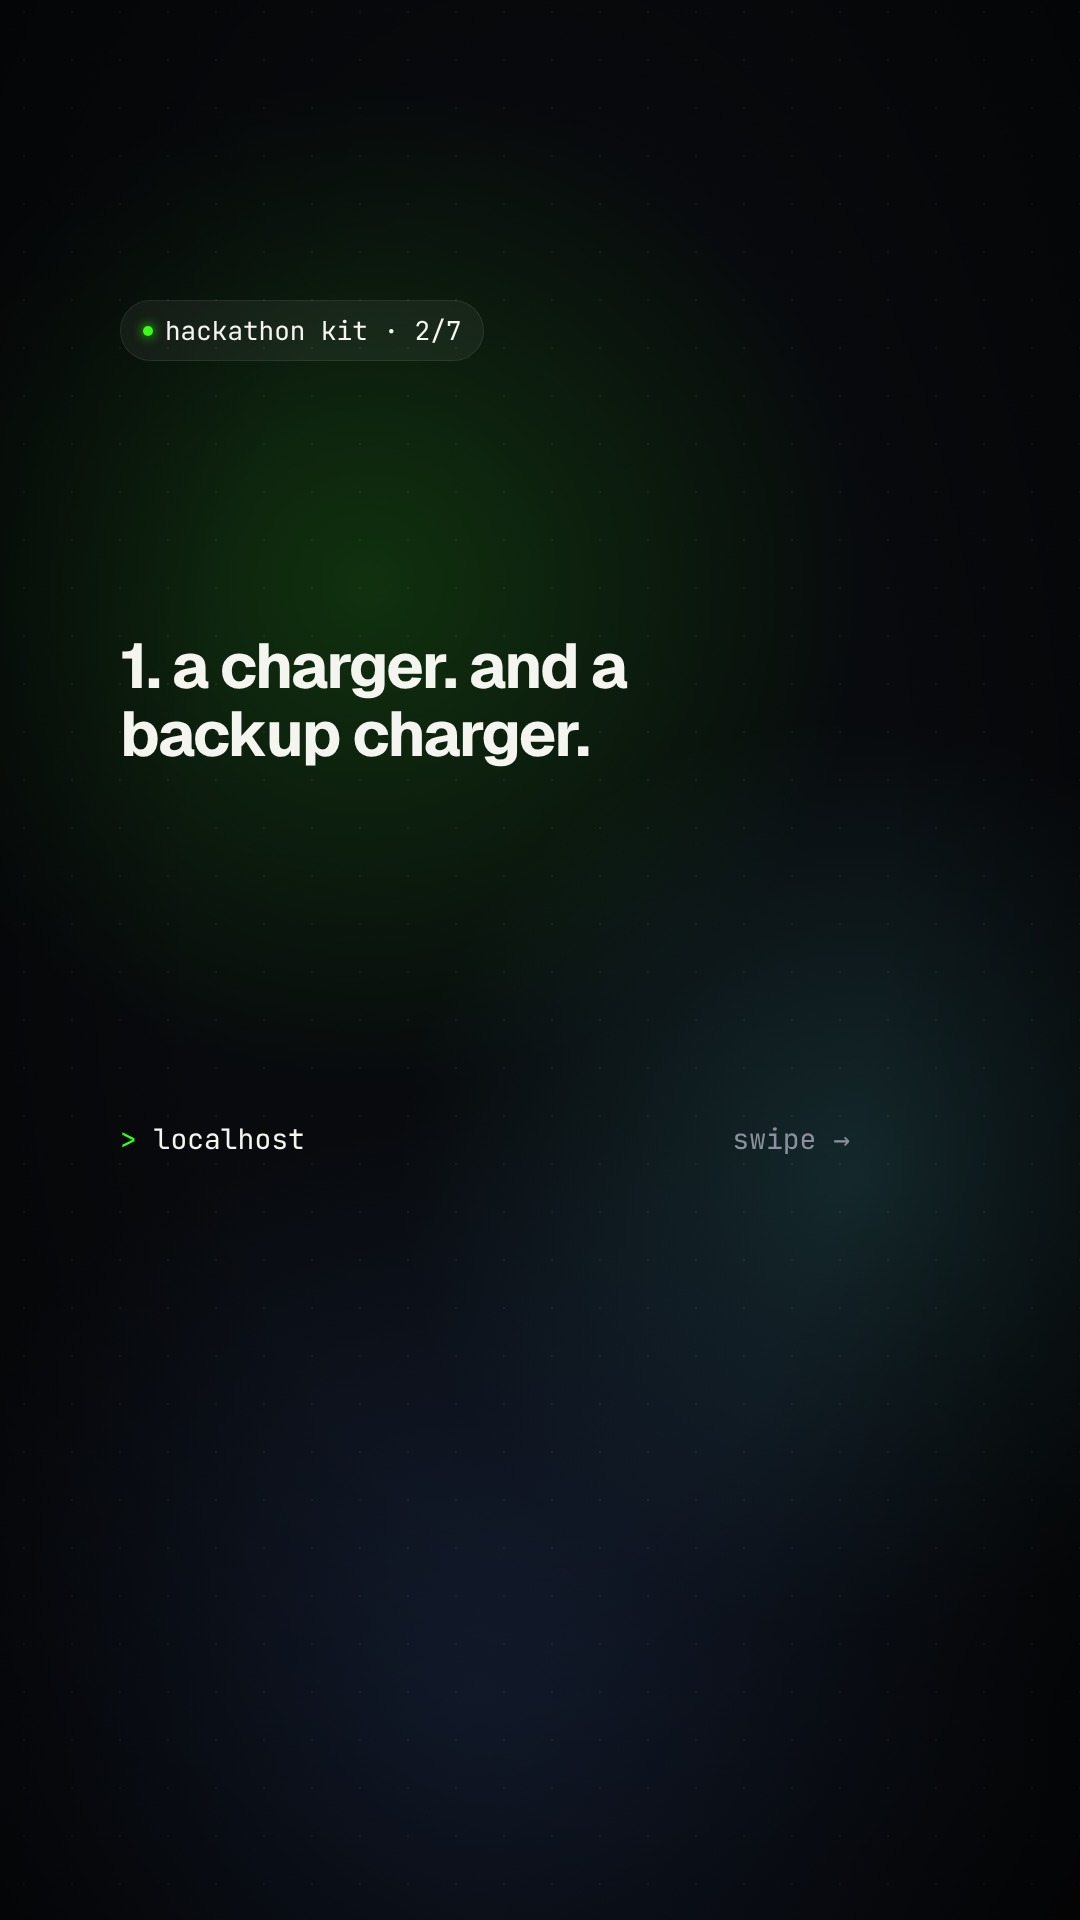 hackathon kit · 2/7
1. a charger. and a
backup charger.
> localhost
swipe →